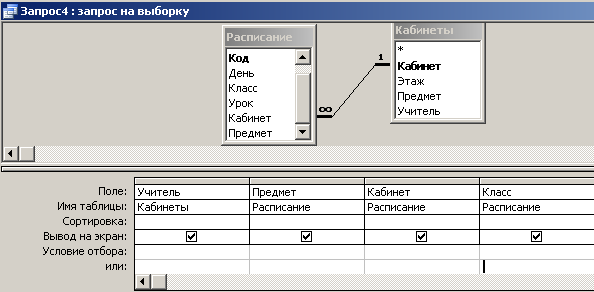 Запрос4 : запрос на выборку
Расписание
Код
День
Класс
Урок
Кабинет
Предмет
∞
1
Кабинеты
*
Кабинет
Этаж
Предмет
Учитель
Поле: Учитель Предмет Кабинет Класс
Имя таблицы: Кабинеты Расписание Расписание Расписание
Сортировка:
Вывод на экран:
Условие отбора:
или: